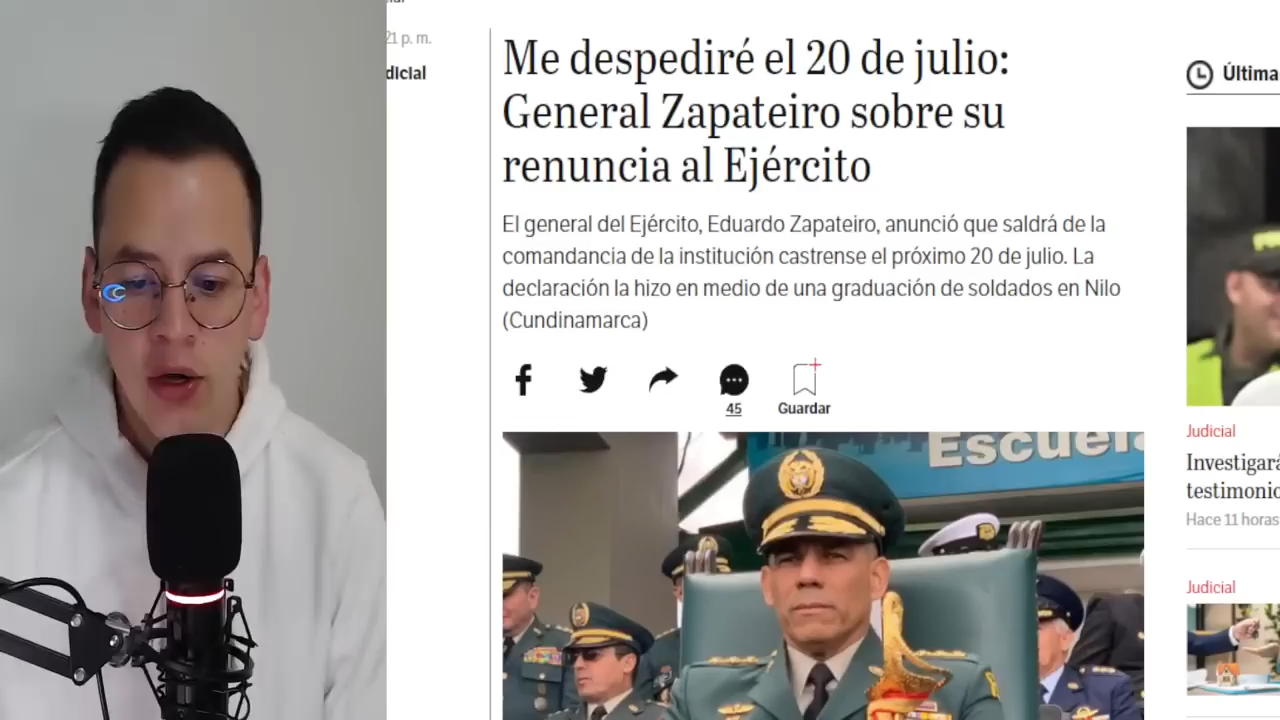 21 p. m.
dicial
Me despediré el 20 de julio:
General Zapateiro sobre su
renuncia al Ejército
El general del Ejército, Eduardo Zapateiro, anunció que saldrá de la
comandancia de la institución castrense el próximo 20 de julio. La
declaración la hizo en medio de una graduación de soldados en Nilo
(Cundinamarca)
45
Guardar
Escuela
Última
Judicial
Investigará
testimonio
Hace 11 horas
Judicial